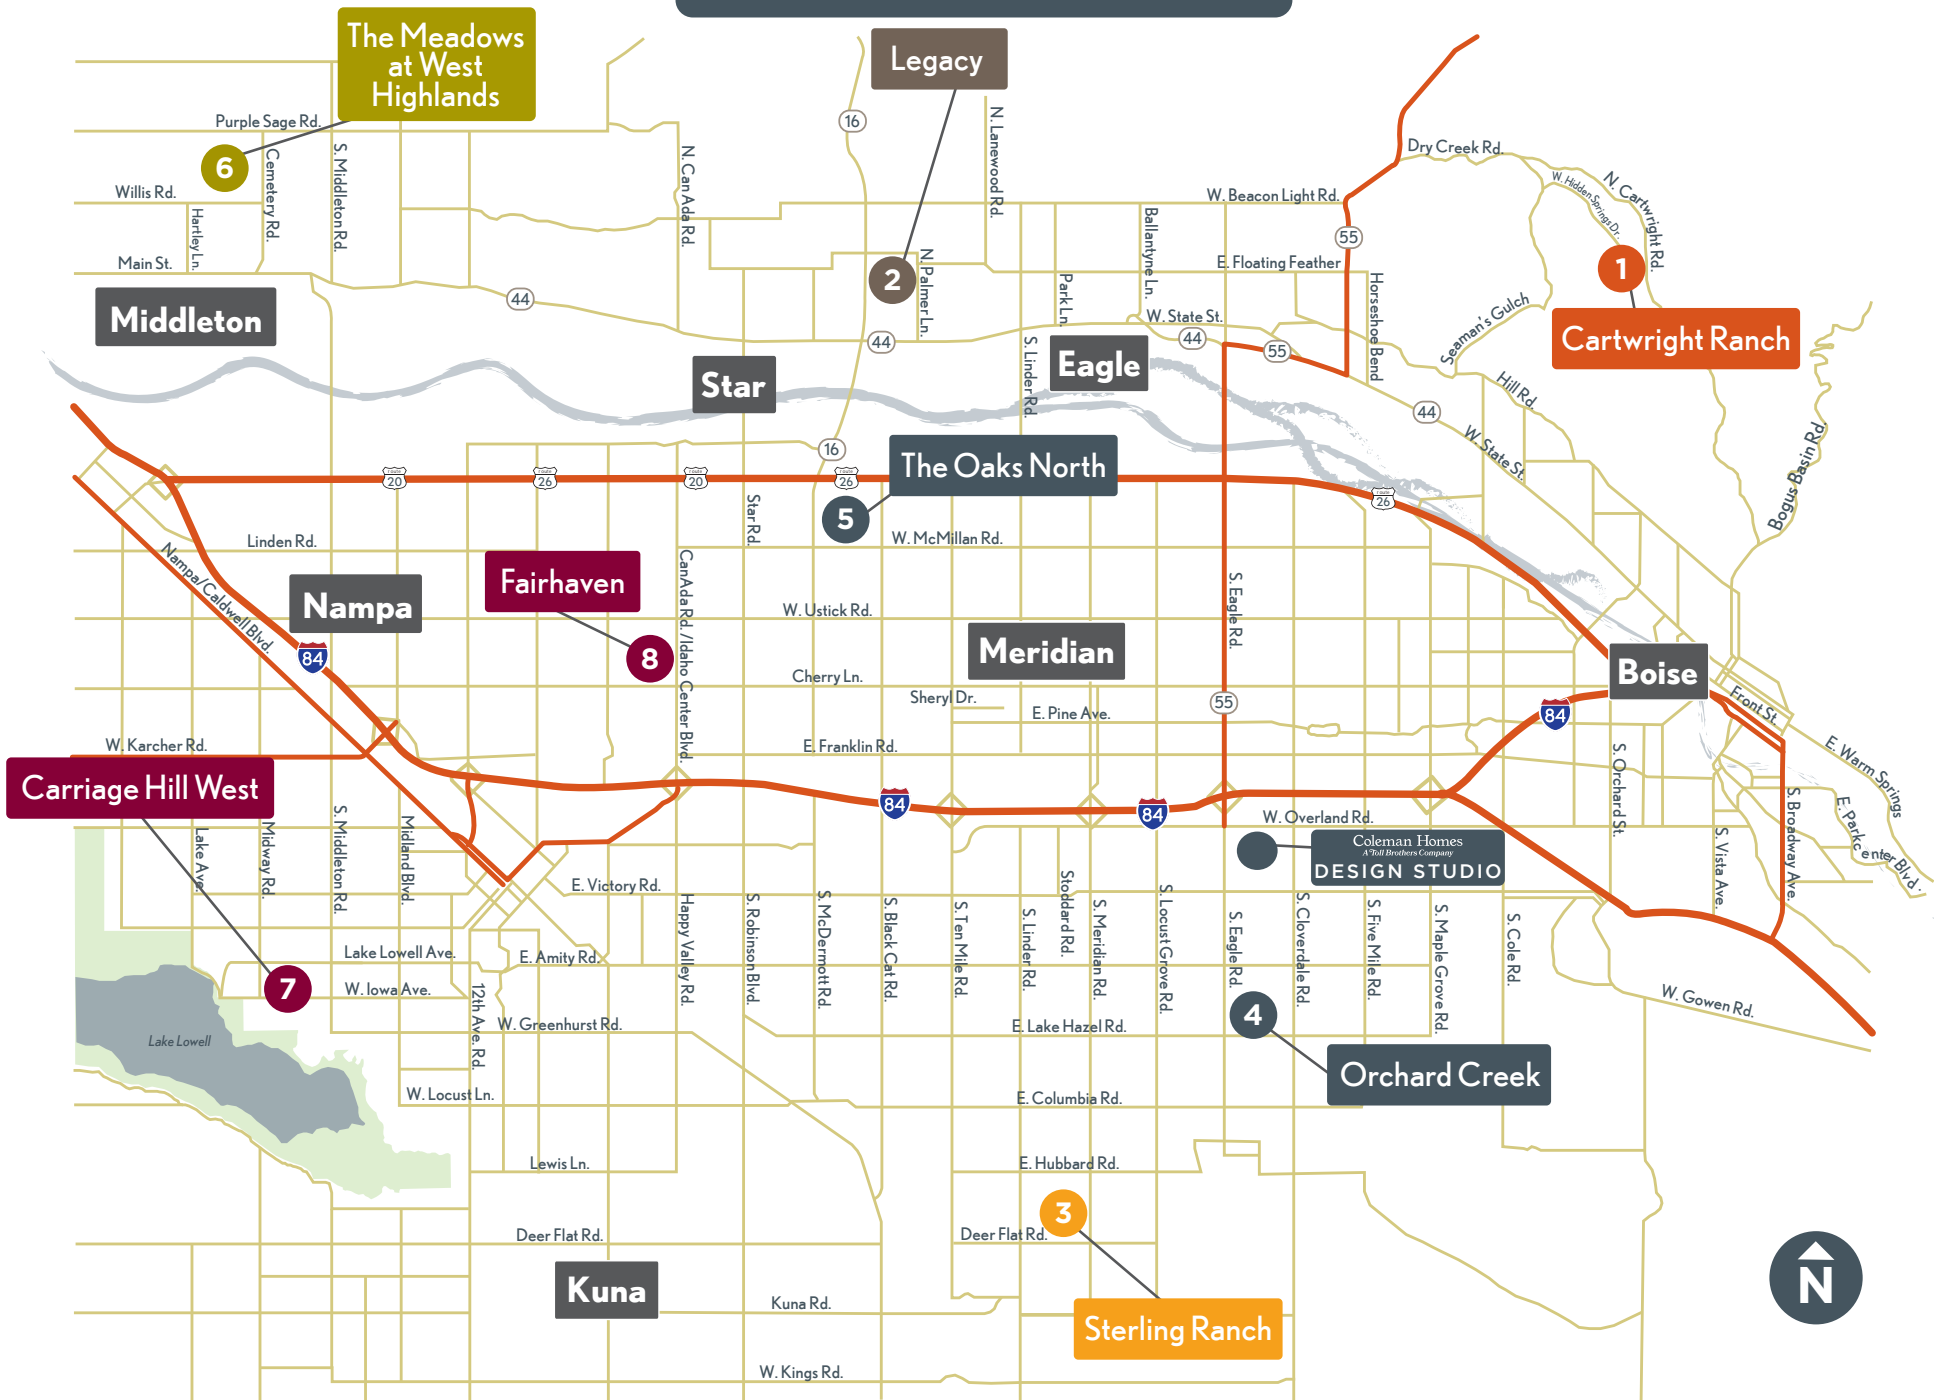 The Meadows
at West
Highlands
Legacy
16
Purple Sage Rd.
6
Cemetery Rd.
S. Middleton Rd.
N. Can Ada Rd.
N. Lanewood Rd.
Dry Creek Rd.
W. Hidden Springs Dr.
N. Cartwright Rd.
Willis Rd.
Hartley Ln.
W. Beacon Light Rd.
Ballantyne Ln.
55
Main St.
N. Palmer Ln.
E. Floating Feather
1
2
Park Ln.
Horseshoe Bend
44
Middleton
W. State St.
Seaman's Gulch
Cartwright Ranch
44
44
55
Star
S. Linder Rd.
Eagle
Hill Rd.
44
W. State St.
Bogus Basin Rd.
16
The Oaks North
route
20
route
26
route
20
route
26
route
26
5
Star Rd.
Linden Rd.
W. McMillan Rd.
Nampa/Caldwell Blvd.
Fairhaven
Can Ada Rd./Idaho Center Blvd.
S. Eagle Rd.
Nampa
W. Ustick Rd.
84
8
Meridian
Boise
Cherry Ln.
Sheryl Dr.
E. Pine Ave.
55
84
Front St.
W. Karcher Rd.
E. Franklin Rd.
S. Orchard St.
E. Warm Springs
Carriage Hill West
84
84
W. Overland Rd.
S. Broadway Ave.
E. Parkcenter Blvd.
Lake Ave.
Midway Rd.
S. Middleton Rd.
Midland Blvd.
Coleman Homes
A Toll Brothers Company
DESIGN STUDIO
S. Vista Ave.
E. Victory Rd.
Happy Valley Rd.
S. Robinson Blvd.
S. McDermott Rd.
S. Black Cat Rd.
S. Ten Mile Rd.
S. Linder Rd.
Stoddard Rd.
S. Meridian Rd.
S. Locust Grove Rd.
S. Eagle Rd.
S. Cloverdale Rd.
S. Five Mile Rd.
S. Maple Grove Rd.
S. Cole Rd.
Lake Lowell Ave.
E. Amity Rd.
7
W. Iowa Ave.
12th Ave. Rd.
W. Gowen Rd.
4
W. Greenhurst Rd.
E. Lake Hazel Rd.
Lake Lowell
Orchard Creek
W. Locust Ln.
E. Columbia Rd.
Lewis Ln.
E. Hubbard Rd.
3
Deer Flat Rd.
Deer Flat Rd.
Kuna
Kuna Rd.
Sterling Ranch
N
W. Kings Rd.